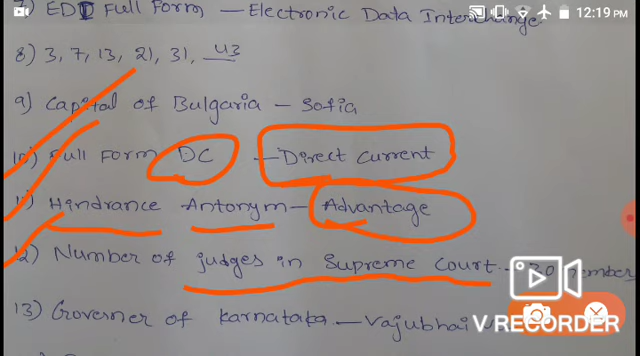 12:19 PM
7) EDI Full Form — Electronic Data Interchange
8) 3, 7, 13, 21, 31, 43
9) Capital of Bulgaria — Sofia
10) Full Form DC — Direct Current
11) Hindrance Antonym — Advantage
12) Number of judges in Supreme Court - 30
13) Governer of Karnataka — Vajubhai
V RECORDER